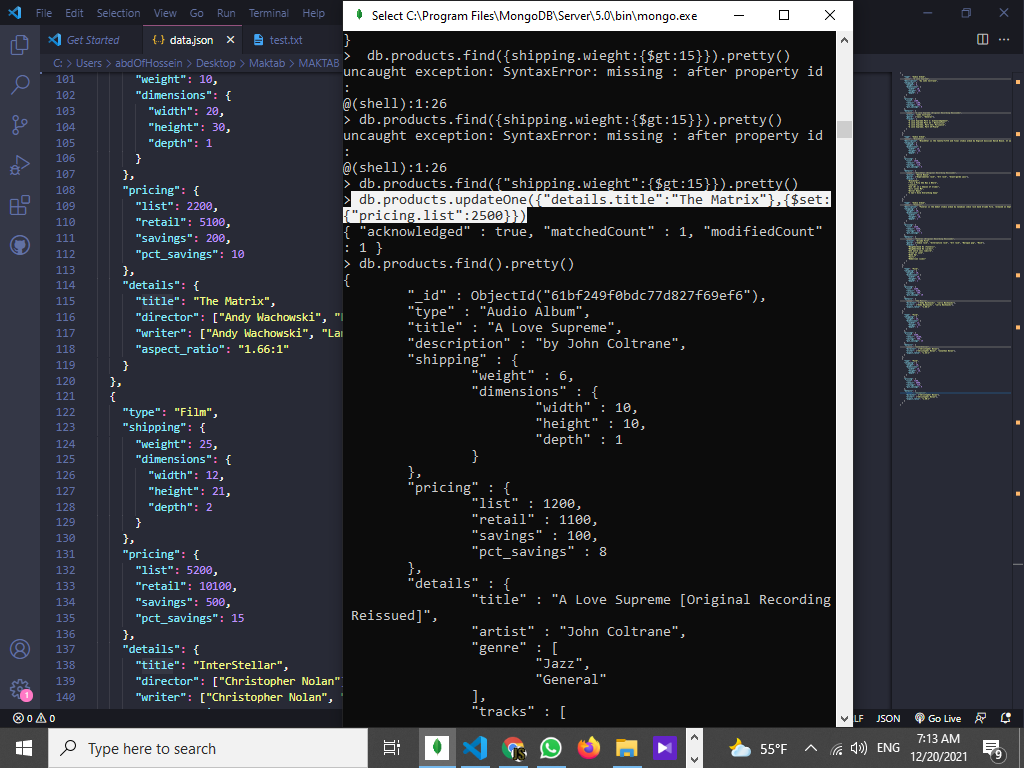 File Edit Selection View Go Run Terminal Help
Select C:\Program Files\MongoDB\Server\5.0\bin\mongo.exe
Get Started
{..} data.json
test.txt
C: > Users > abdOfHossein > Desktop > Maktab > MAKTAB
101 "weight": 10,
102 "dimensions": {
103 "width": 20,
104 "height": 30,
105 "depth": 1
106 }
107 },
108 "pricing": {
109 "list": 2200,
110 "retail": 5100,
111 "savings": 200,
112 "pct_savings": 10
113 },
114 "details": {
115 "title": "The Matrix",
116 "director": ["Andy Wachowski",
117 "writer": ["Andy Wachowski",
118 "aspect_ratio": "1.66:1"
119 }
120 },
121 {
122 "type": "Film",
123 "shipping": {
124 "weight": 25,
125 "dimensions": {
126 "width": 12,
127 "height": 21,
128 "depth": 2
129 }
130 },
131 "pricing": {
132 "list": 5200,
133 "retail": 10100,
134 "savings": 500,
135 "pct_savings": 15
136 },
137 "details": {
138 "title": "InterStellar",
139 "director": ["Christopher Nolan"
140 "writer": ["Christopher Nolan", "
}
>  db.products.find({shipping.wieght:{$gt:15}}).pretty()
uncaught exception: SyntaxError: missing : after property id
:
@(shell):1:26
> db.products.find({shipping.wieght:{$gt:15}}).pretty()
uncaught exception: SyntaxError: missing : after property id
:
@(shell):1:26
> db.products.find({"shipping.wieght":{$gt:15}}).pretty()
> db.products.updateOne({"details.title":"The Matrix"},{$set:
{"pricing.list":2500}})
{ "acknowledged" : true, "matchedCount" : 1, "modifiedCount"
: 1 }
> db.products.find().pretty()
{
"_id" : ObjectId("61bf249f0bdc77d827f69ef6"),
"type" : "Audio Album",
"title" : "A Love Supreme",
"description" : "by John Coltrane",
"shipping" : {
"weight" : 6,
"dimensions" : {
"width" : 10,
"height" : 10,
"depth" : 1
}
},
"pricing" : {
"list" : 1200,
"retail" : 1100,
"savings" : 100,
"pct_savings" : 8
},
"details" : {
"title" : "A Love Supreme [Original Recording
Reissued]",
"artist" : "John Coltrane",
"genre" : [
"Jazz",
"General"
],
"tracks" : [
1
0 0
LF JSON Go Live
Type here to search
JS
55°F
ENG
7:13 AM
12/20/2021
9